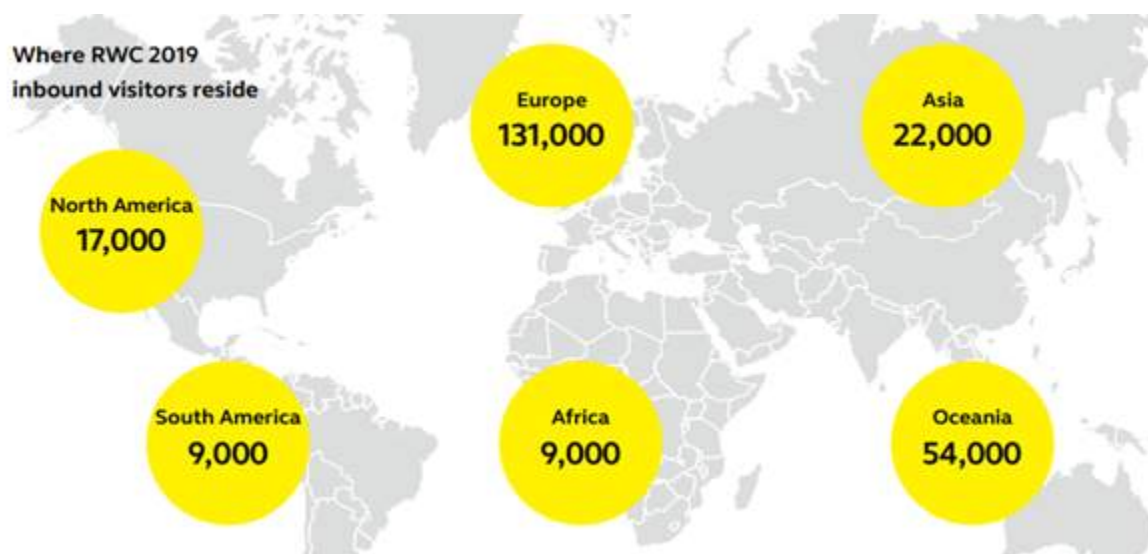 Where RWC 2019
inbound visitors reside
Europe
131,000
Asia
22,000
North America
17,000
South America
9,000
Africa
9,000
Oceania
54,000